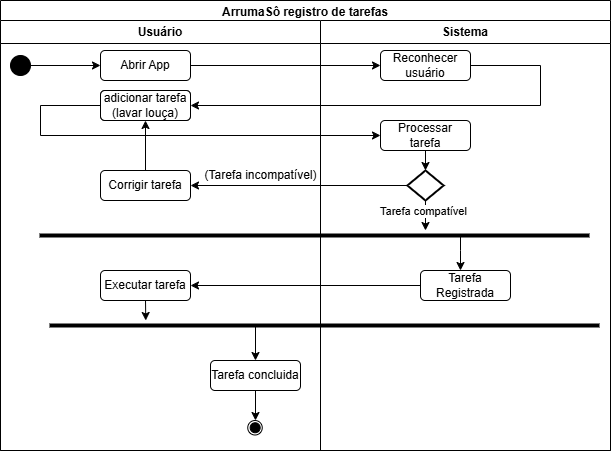 ArrumaSô registro de tarefas
Usuário
Sistema
Abrir App
Reconhecer
usuário
adicionar tarefa
(lavar louça)
Processar
tarefa
(Tarefa incompatível)
Corrigir tarefa
Tarefa compatível
Executar tarefa
Tarefa
Registrada
Tarefa concluida